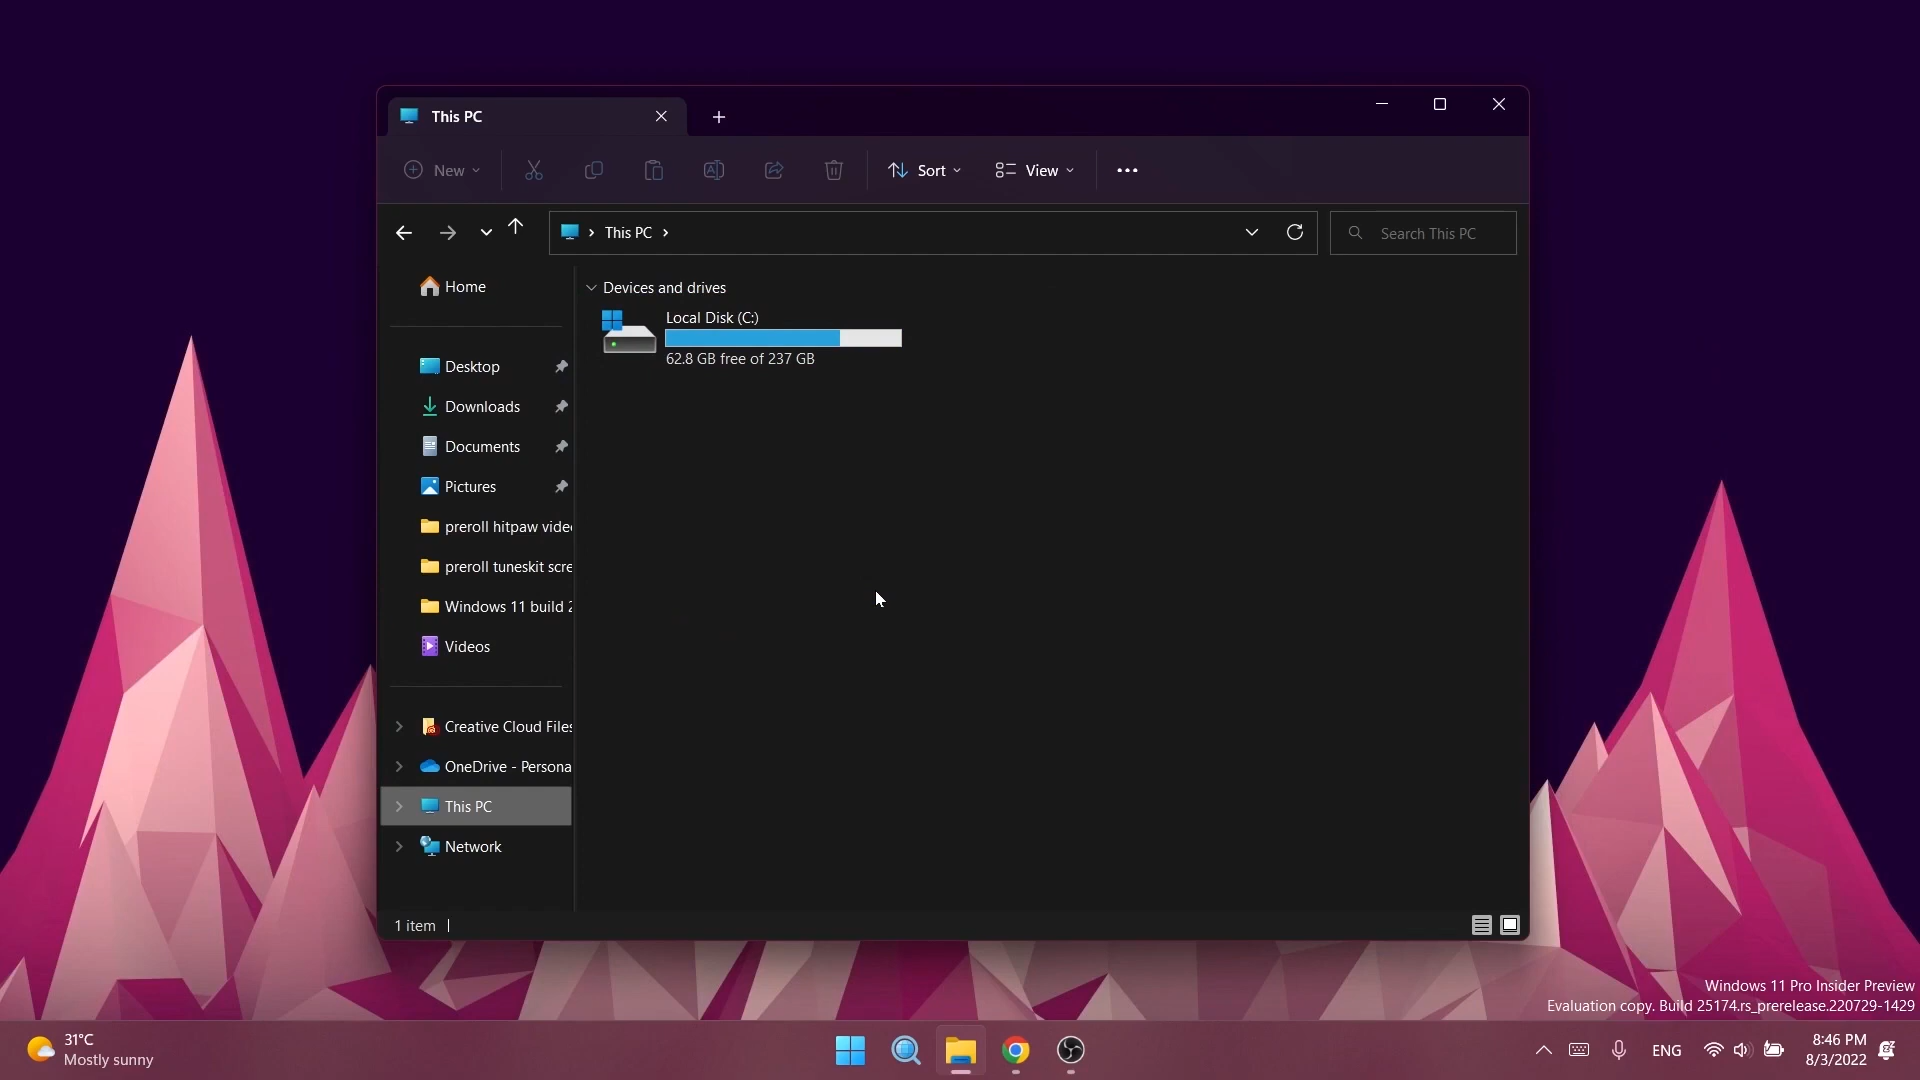 This PC
New
Sort
View
This PC
Search This PC
Home
Desktop
Downloads
Documents
Pictures
preroll hitpaw vide
preroll tuneskit scre
Windows 11 build 2
Videos
Creative Cloud Files
OneDrive - Persona
This PC
Network
Devices and drives
Local Disk (C:)
62.8 GB free of 237 GB
1 item
Windows 11 Pro Insider Preview
Evaluation copy. Build 25174.rs_prerelease.220729-1429
31°C
Mostly sunny
ENG
8:46 PM
8/3/2022